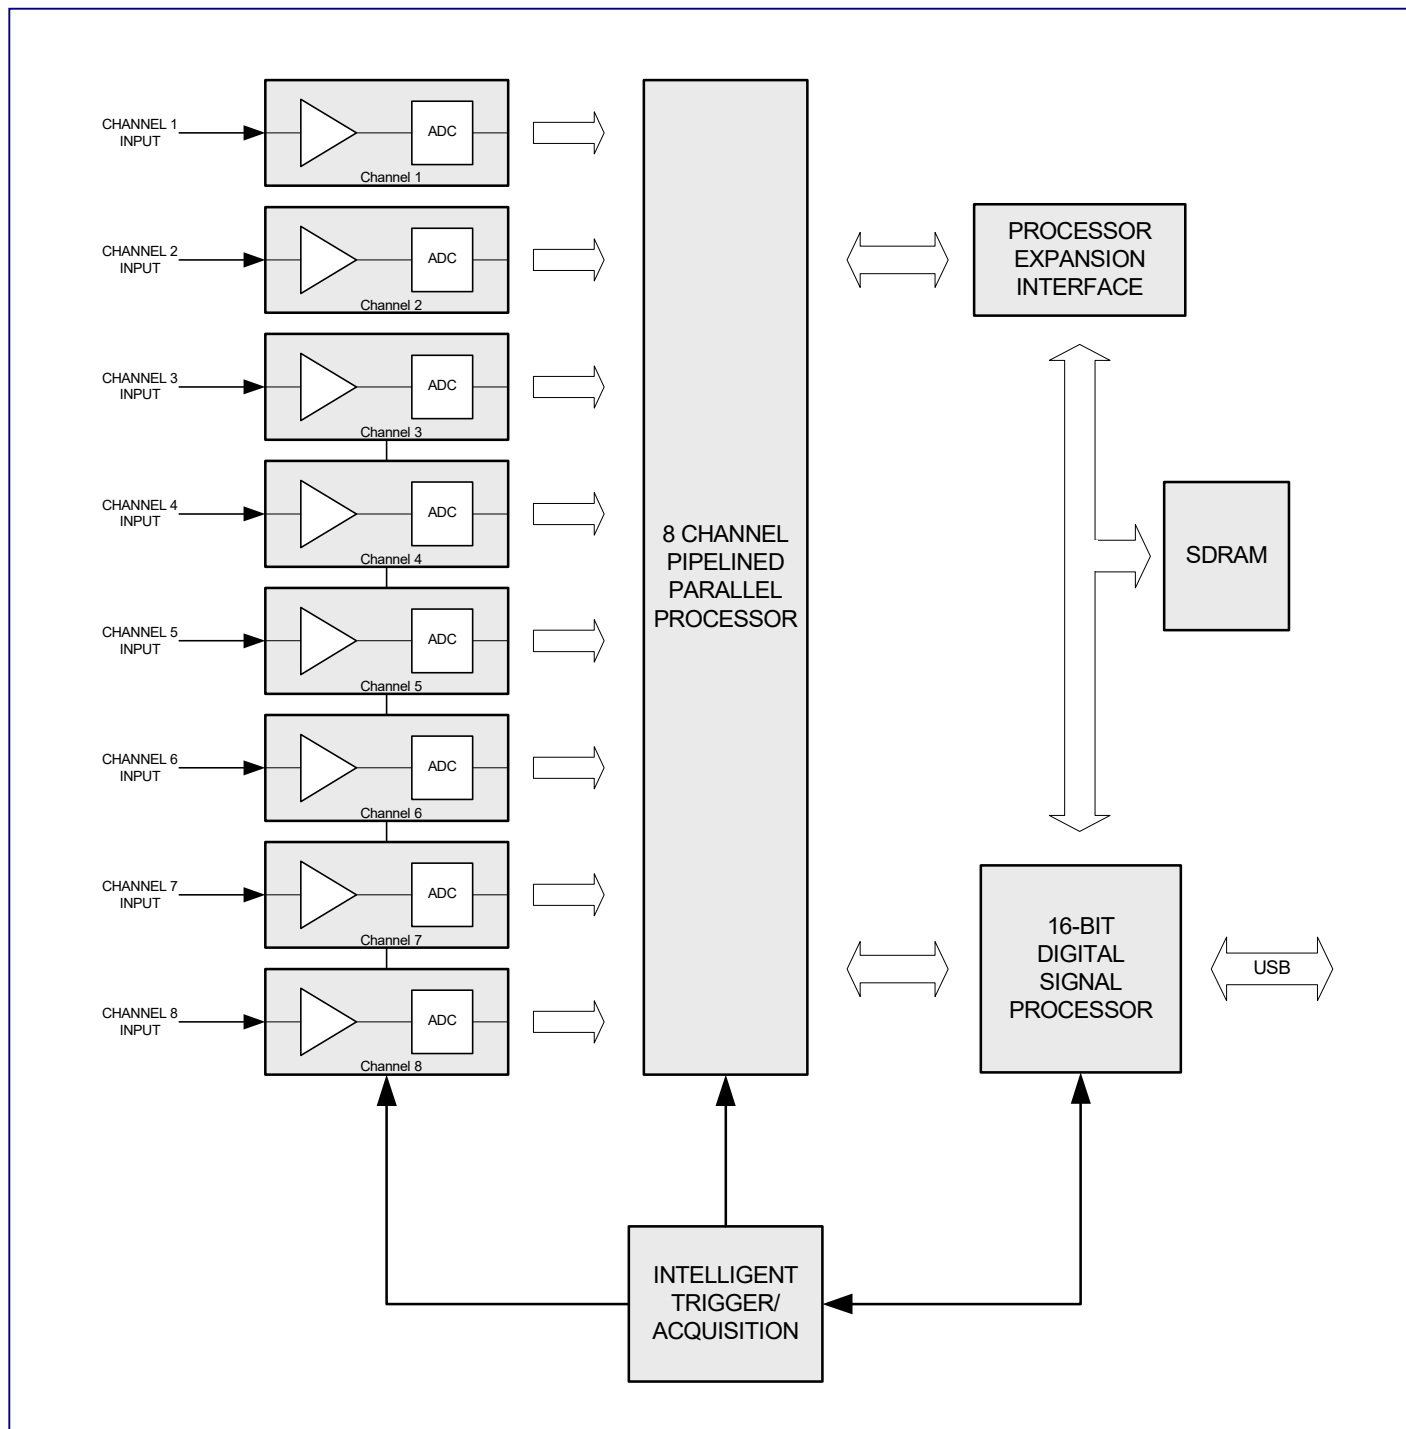 CHANNEL 1
INPUT
ADC
Channel 1
CHANNEL 2
INPUT
ADC
Channel 2
CHANNEL 3
INPUT
ADC
Channel 3
CHANNEL 4
INPUT
ADC
Channel 4
CHANNEL 5
INPUT
ADC
Channel 5
CHANNEL 6
INPUT
ADC
Channel 6
CHANNEL 7
INPUT
ADC
Channel 7
CHANNEL 8
INPUT
ADC
Channel 8
8 CHANNEL
PIPELINED
PARALLEL
PROCESSOR
PROCESSOR
EXPANSION
INTERFACE
SDRAM
16-BIT
DIGITAL
SIGNAL
PROCESSOR
USB
INTELLIGENT
TRIGGER/
ACQUISITION